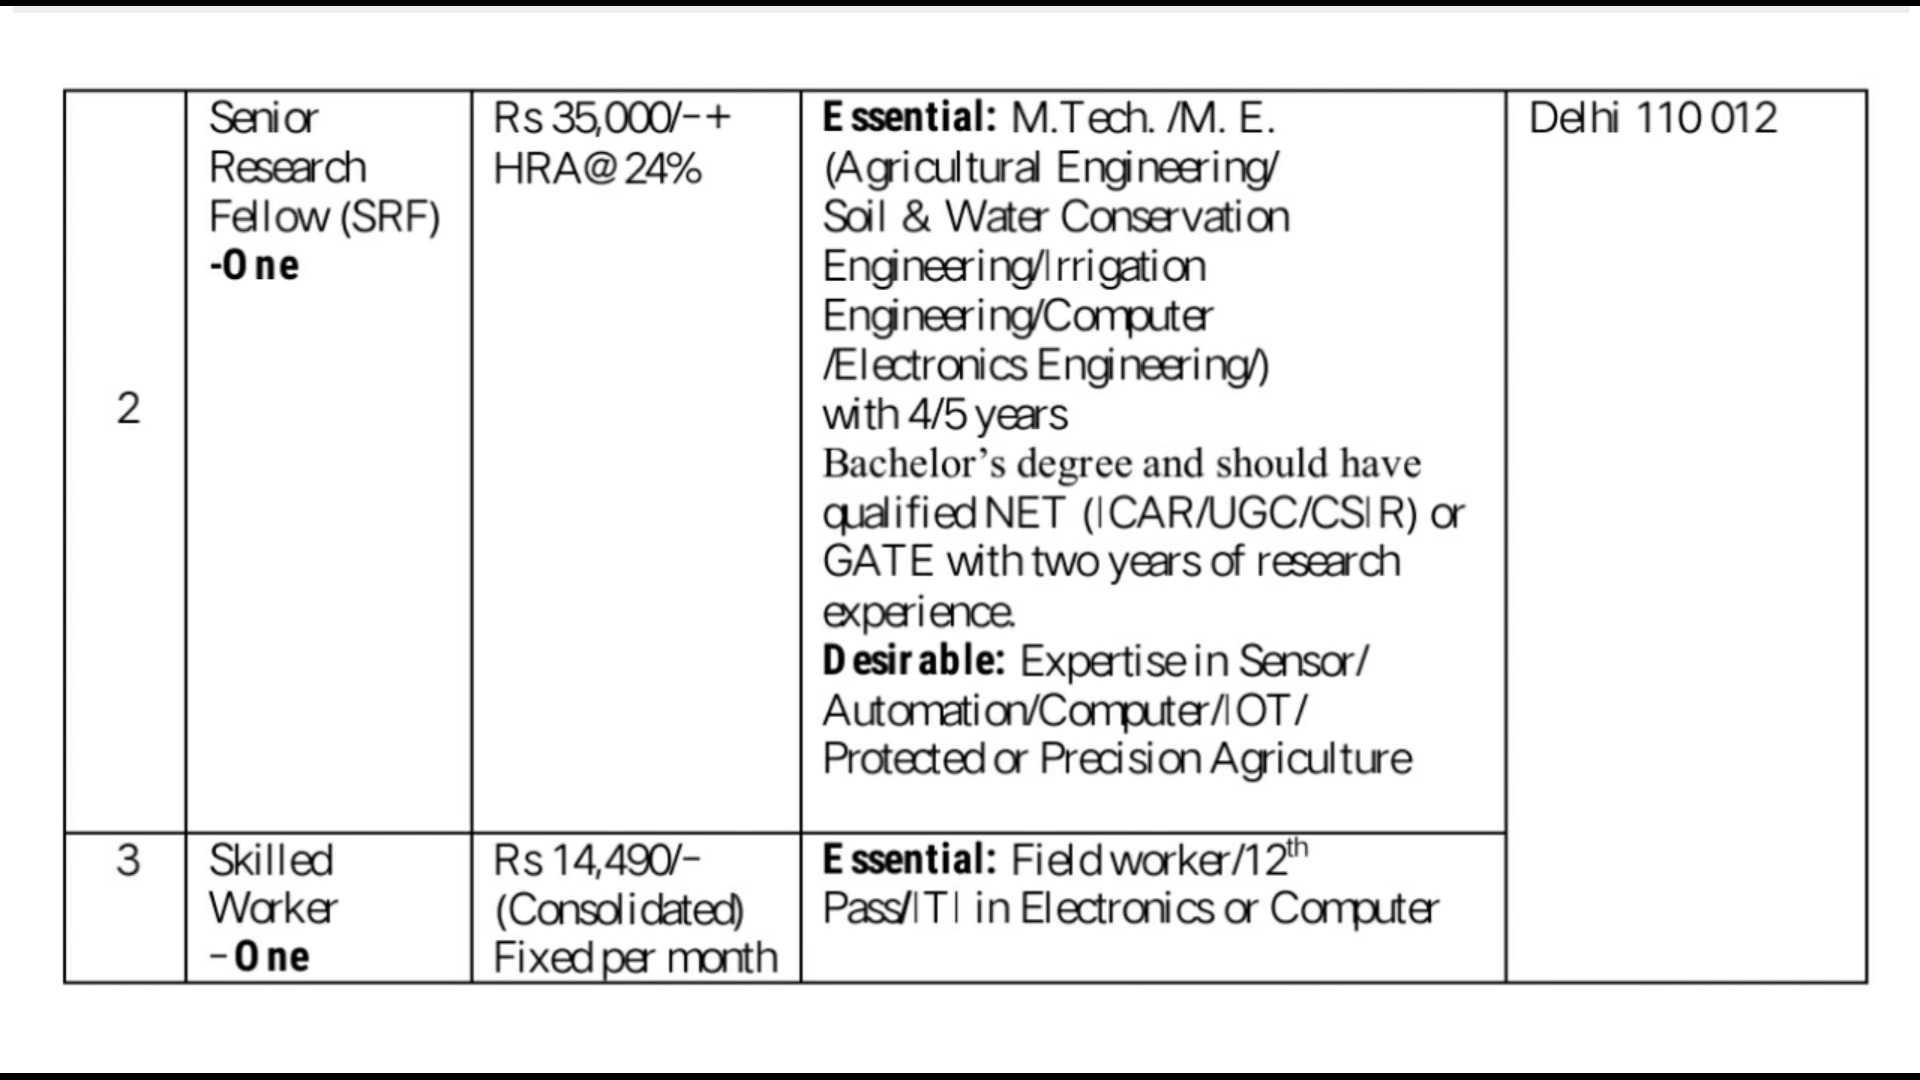 2
Senior
Research
Fellow (SRF)
-One
Rs 35,000/-+
HRA@ 24%
Essential: M.Tech. /M. E.
(Agricultural Engineering/
Soil & Water Conservation
Engineering/Irrigation
Engineering/Computer
/Electronics Engineering/)
with 4/5 years
Bachelor’s degree and should have
qualified NET (ICAR/UGC/CSIR) or
GATE with two years of research
experience.
Desirable: Expertise in Sensor/
Automation/Computer/IOT/
Protected or Precision Agriculture
Delhi 110 012
3
Skilled
Worker
– One
Rs 14,490/-
(Consolidated)
Fixed per month
Essential: Field worker/12th
Pass/ITI in Electronics or Computer